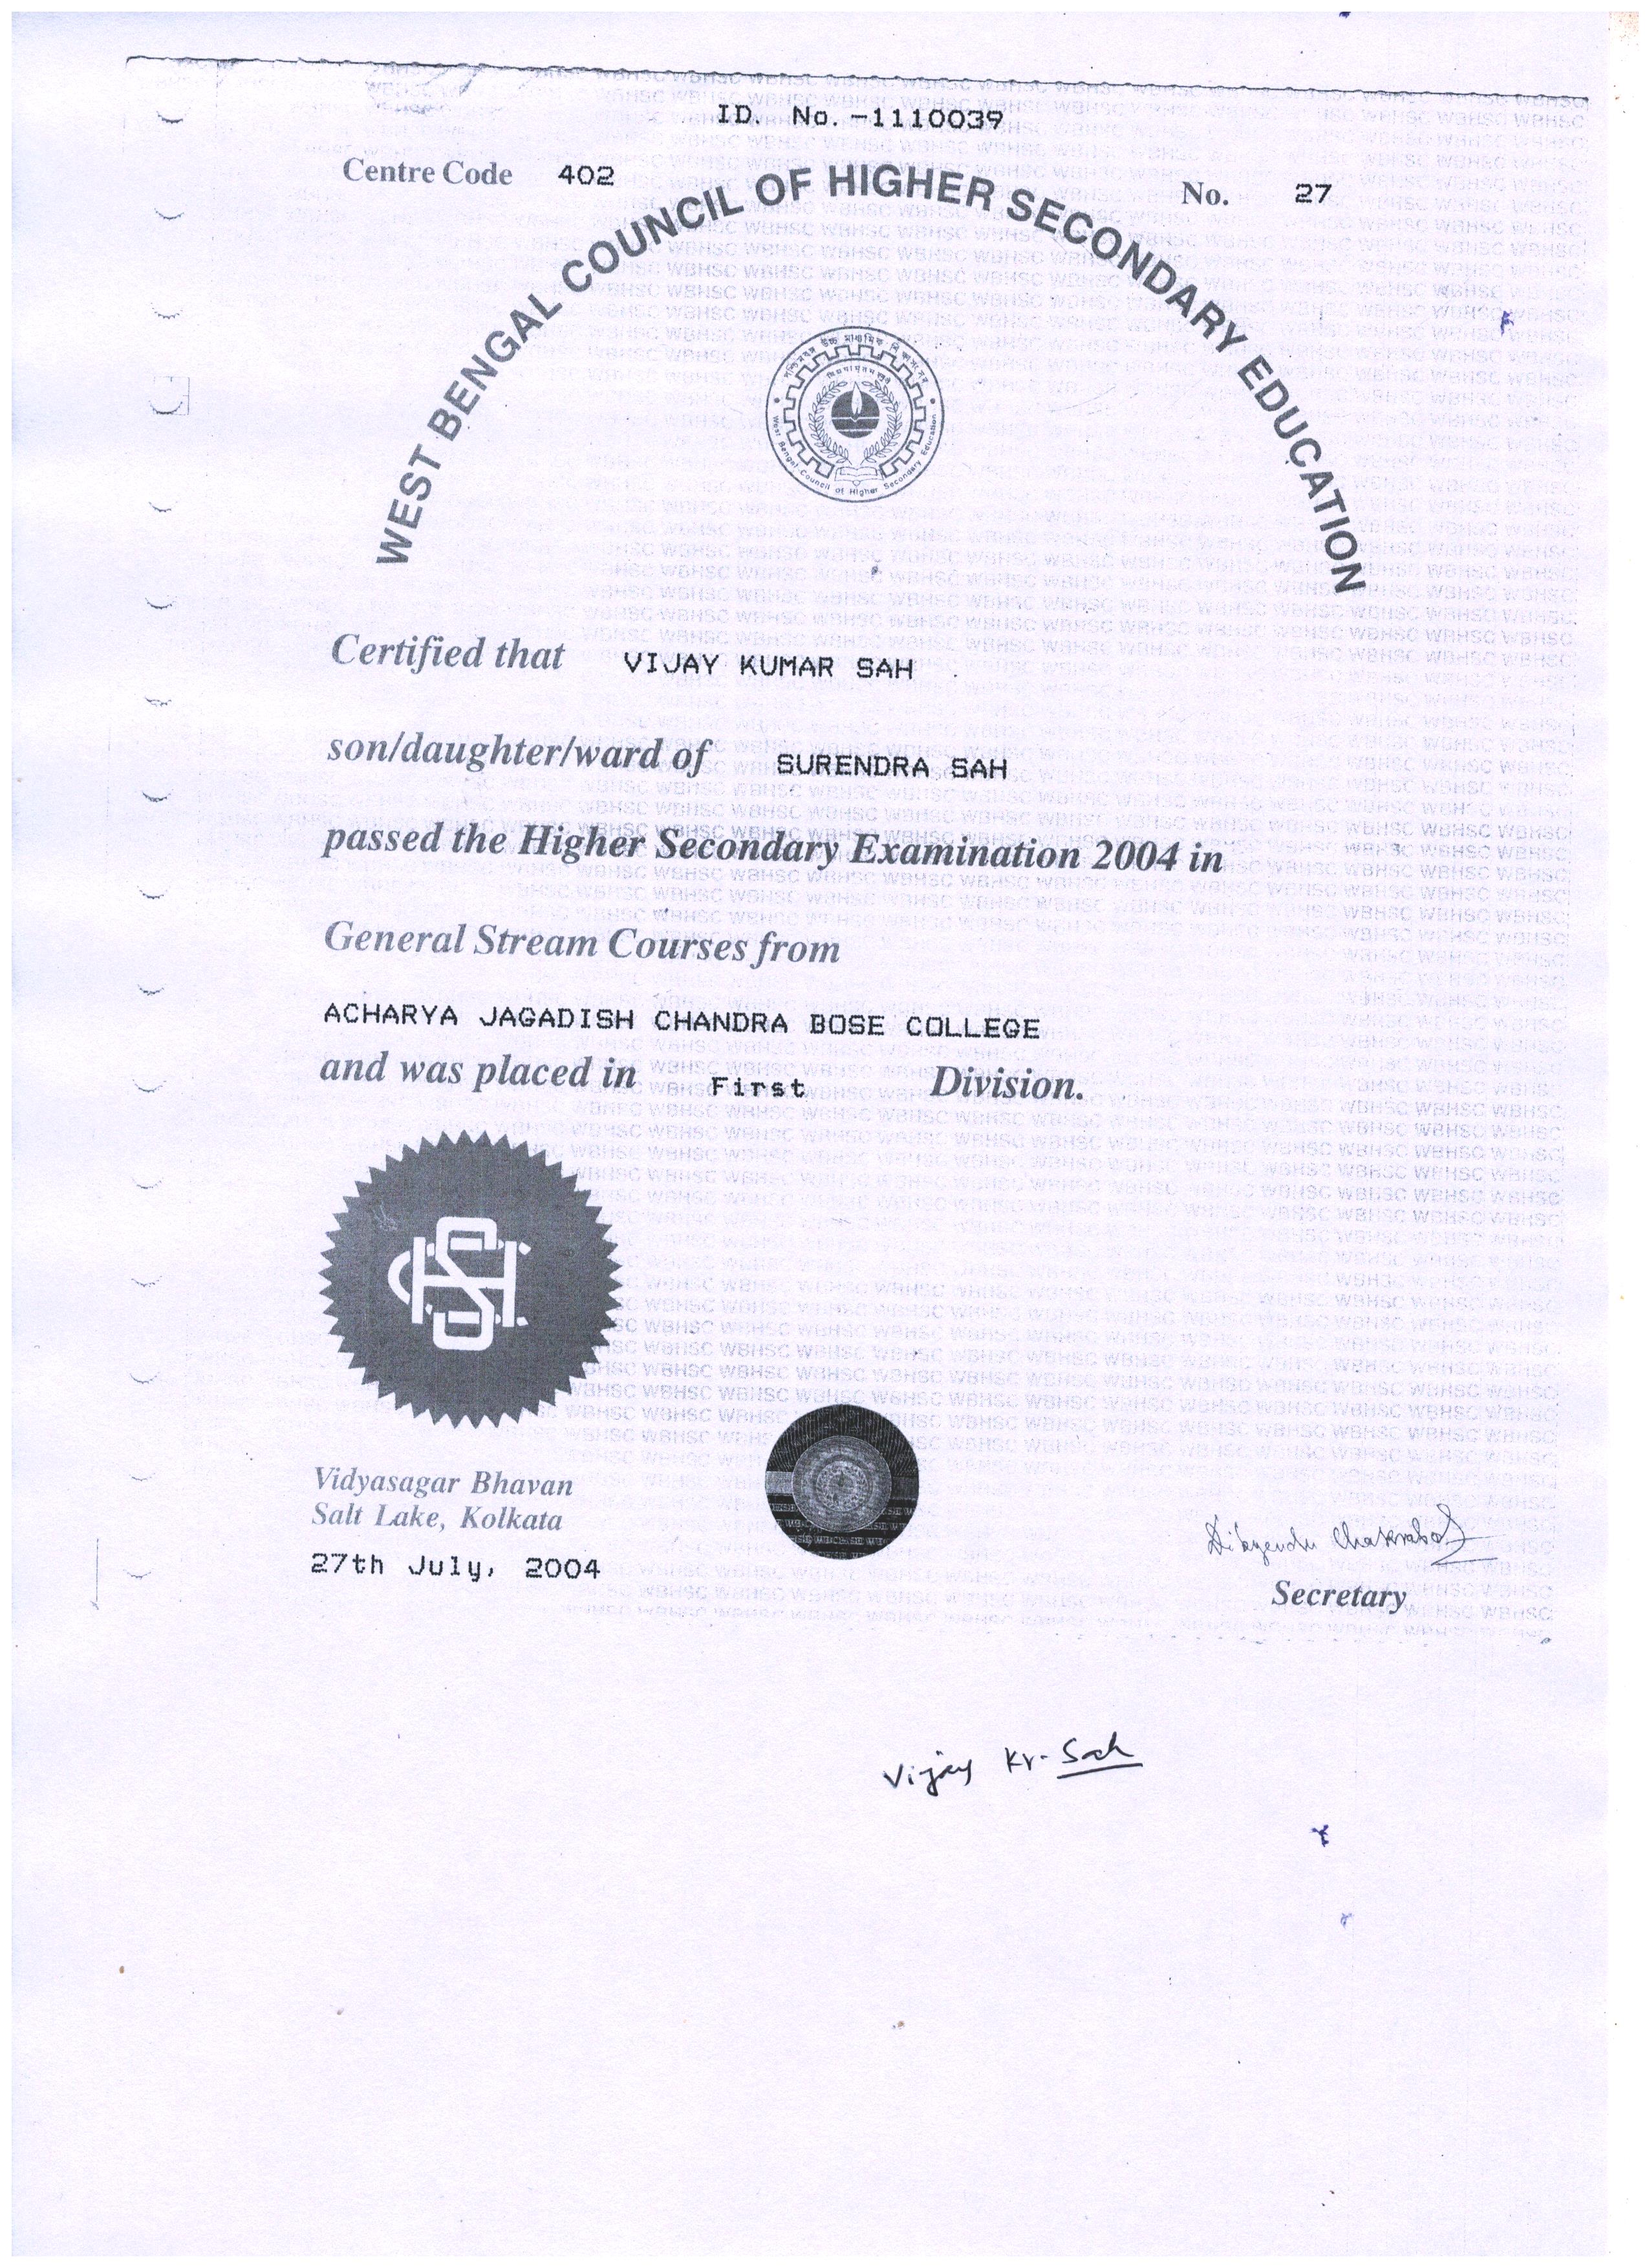 ID. No.-1110039
Centre Code 402
No. 27
WEST BENGAL COUNCIL OF HIGHER SECONDARY EDUCATION
West Bengal Council of Higher Secondary Education
Certified that VIJAY KUMAR SAH
son/daughter/ward of SURENDRA SAH
passed the Higher Secondary Examination 2004 in
General Stream Courses from
ACHARYA JAGADISH CHANDRA BOSE COLLEGE
and was placed in First Division.
Vidyasagar Bhavan
Salt Lake, Kolkata
27th July, 2004
Secretary
Vijay Kr. Sah